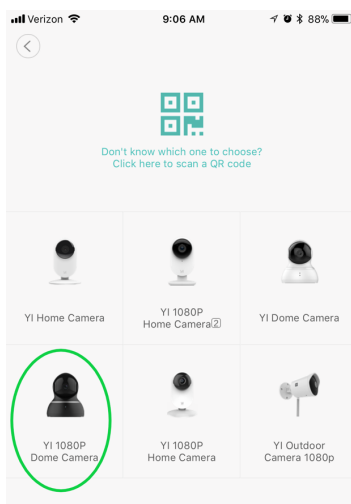 Verizon 9:06 AM 88%
Don't know which one to choose?
Click here to scan a QR code
YI Home Camera
YI 1080P
Home Camera2
YI Dome Camera
YI 1080P
Dome Camera
YI 1080P
Home Camera
YI Outdoor
Camera 1080p